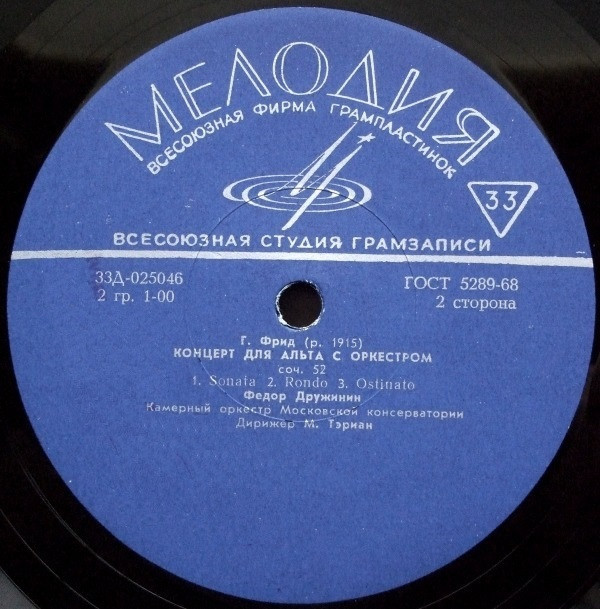 МЕЛОДИЯ
ВСЕСОЮЗНАЯ ФИРМА ГРАМПЛАСТИНОК
33
ВСЕСОЮЗНАЯ СТУДИЯ ГРАМЗАПИСИ
33Д-025046
ГОСТ 5289-68
2 гр. 1-00
2 сторона
Г. Фрид (р. 1915)
КОНЦЕРТ ДЛЯ АЛЬТА С ОРКЕСТРОМ
соч. 52
1. Sonata 2. Rondo 3. Ostinato
Федор Дружинин
Камерный оркестр Московской консерватории
Дирижер М. Тэриан